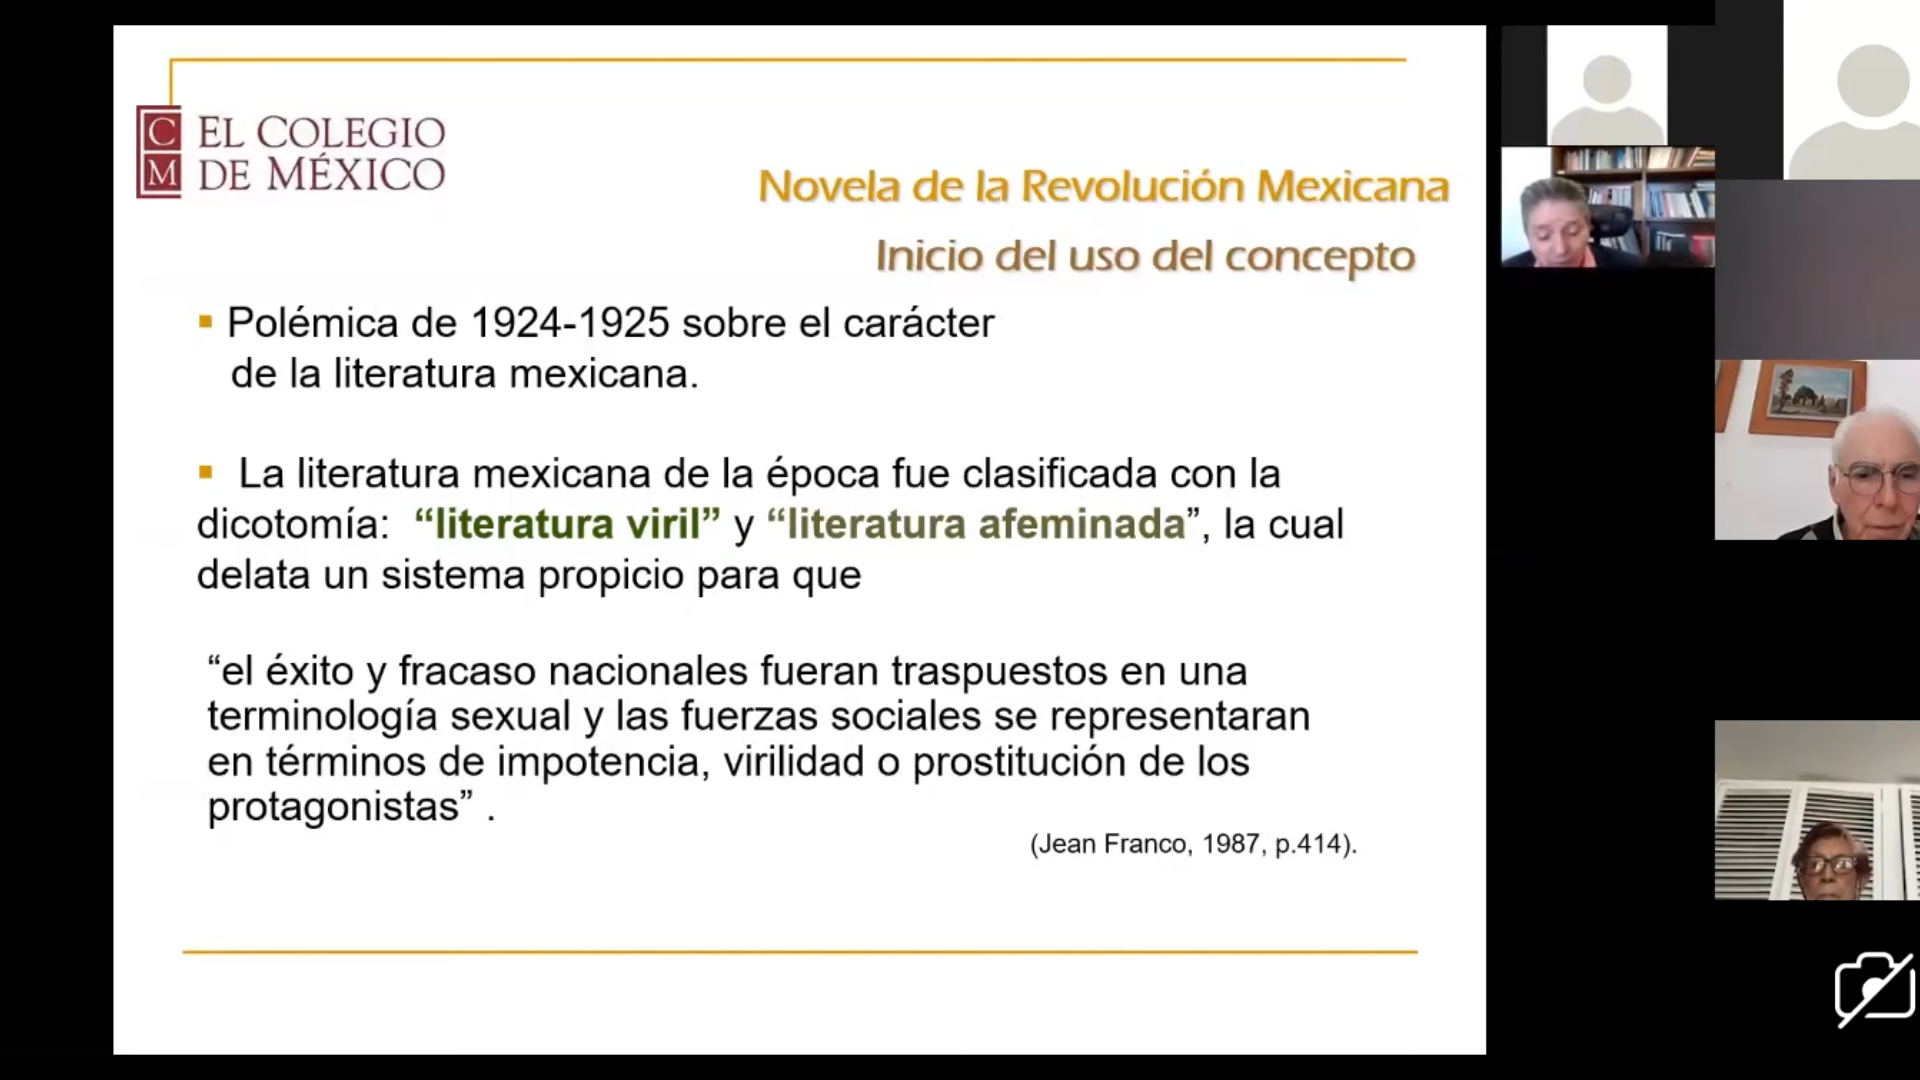 C
M
EL COLEGIO
DE MÉXICO
Novela de la Revolución Mexicana
Inicio del uso del concepto
Polémica de 1924-1925 sobre el carácter
de la literatura mexicana.
La literatura mexicana de la época fue clasificada con la
dicotomía: “literatura viril” y “literatura afeminada”, la cual
delata un sistema propicio para que
“el éxito y fracaso nacionales fueran traspuestos en una
terminología sexual y las fuerzas sociales se representaran
en términos de impotencia, virilidad o prostitución de los
protagonistas” .
(Jean Franco, 1987, p.414).